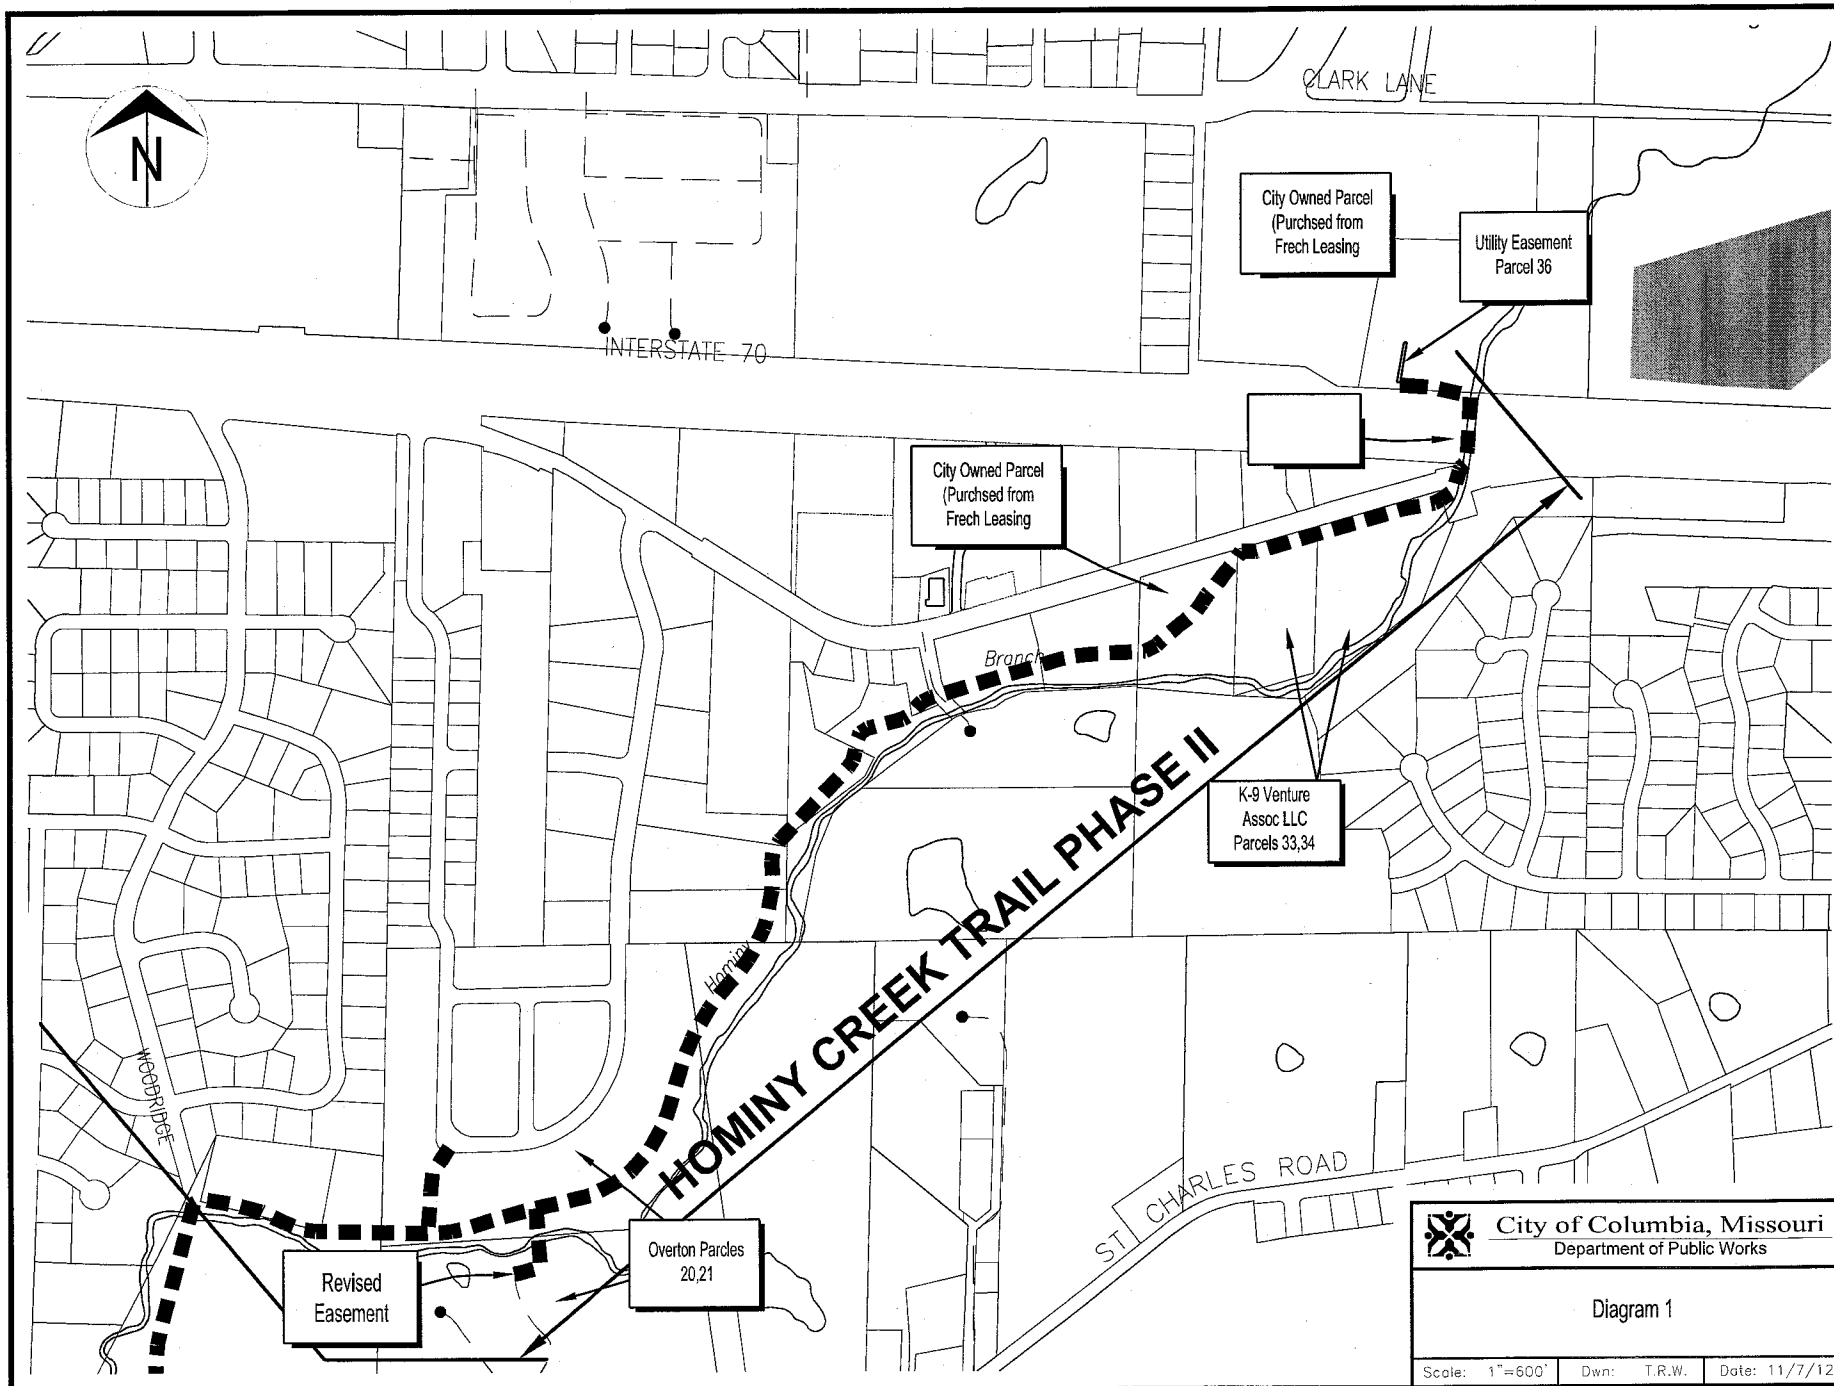 CLARK LANE
N
City Owned Parcel
(Purchsed from
Frech Leasing
Utility Easement
Parcel 36
INTERSTATE 70
City Owned Parcel
(Purchsed from
Frech Leasing
Branch
HOMINY CREEK TRAIL PHASE II
K-9 Venture
Assoc LLC
Parcels 33,34
Hominy
WOODRIDGE
ST CHARLES ROAD
Overton Parcles
20,21
Revised
Easement
City of Columbia, Missouri
Department of Public Works
Diagram 1
Scale: 1"=600'
Dwn: T.R.W.
Date: 11/7/12